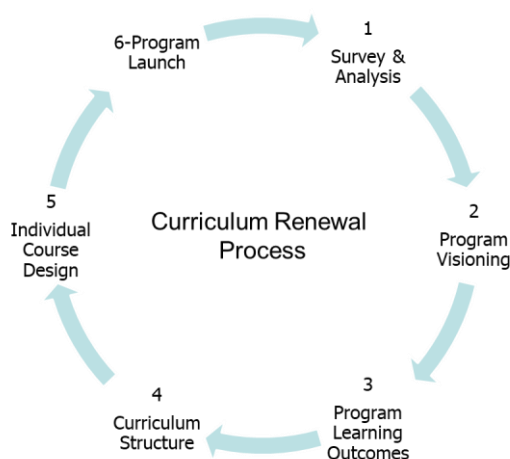 6-Program
Launch
1
Survey &
Analysis
2
Program
Visioning
3
Program
Learning
Outcomes
4
Curriculum
Structure
5
Individual
Course
Design
Curriculum Renewal
Process